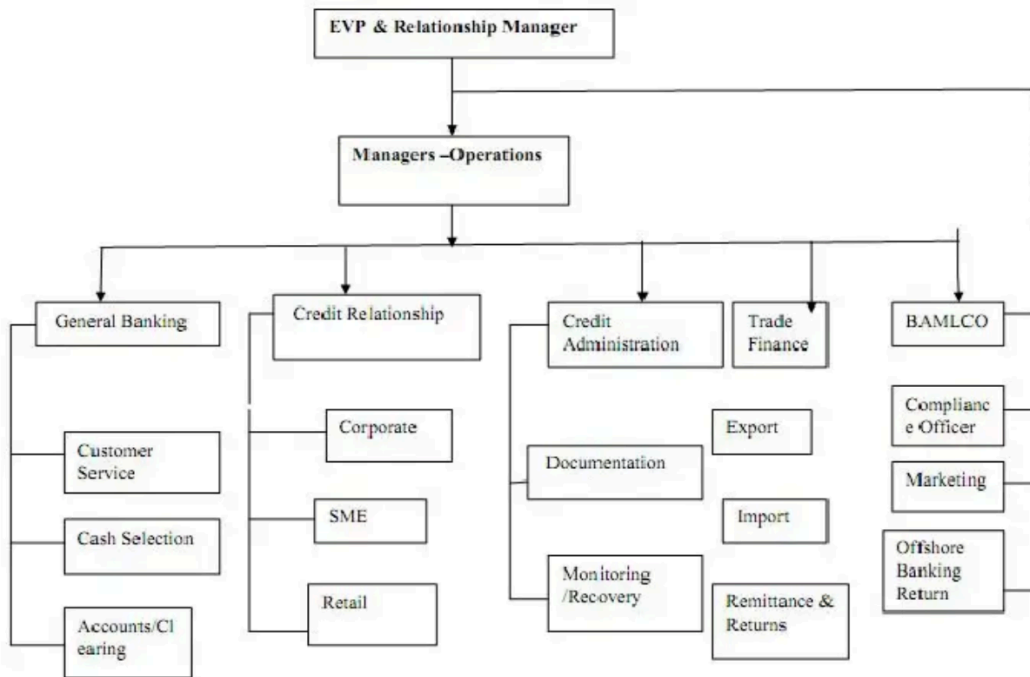 EVP & Relationship Manager
Managers –Operations
General Banking
Credit Relationship
Credit
Administration
Trade
Finance
BAMLCO
Customer
Service
Cash Selection
Accounts/Cl
earing
Corporate
SME
Retail
Documentation
Monitoring
/Recovery
Export
Import
Remittance &
Returns
Complianc
e Officer
Marketing
Offshore
Banking
Return